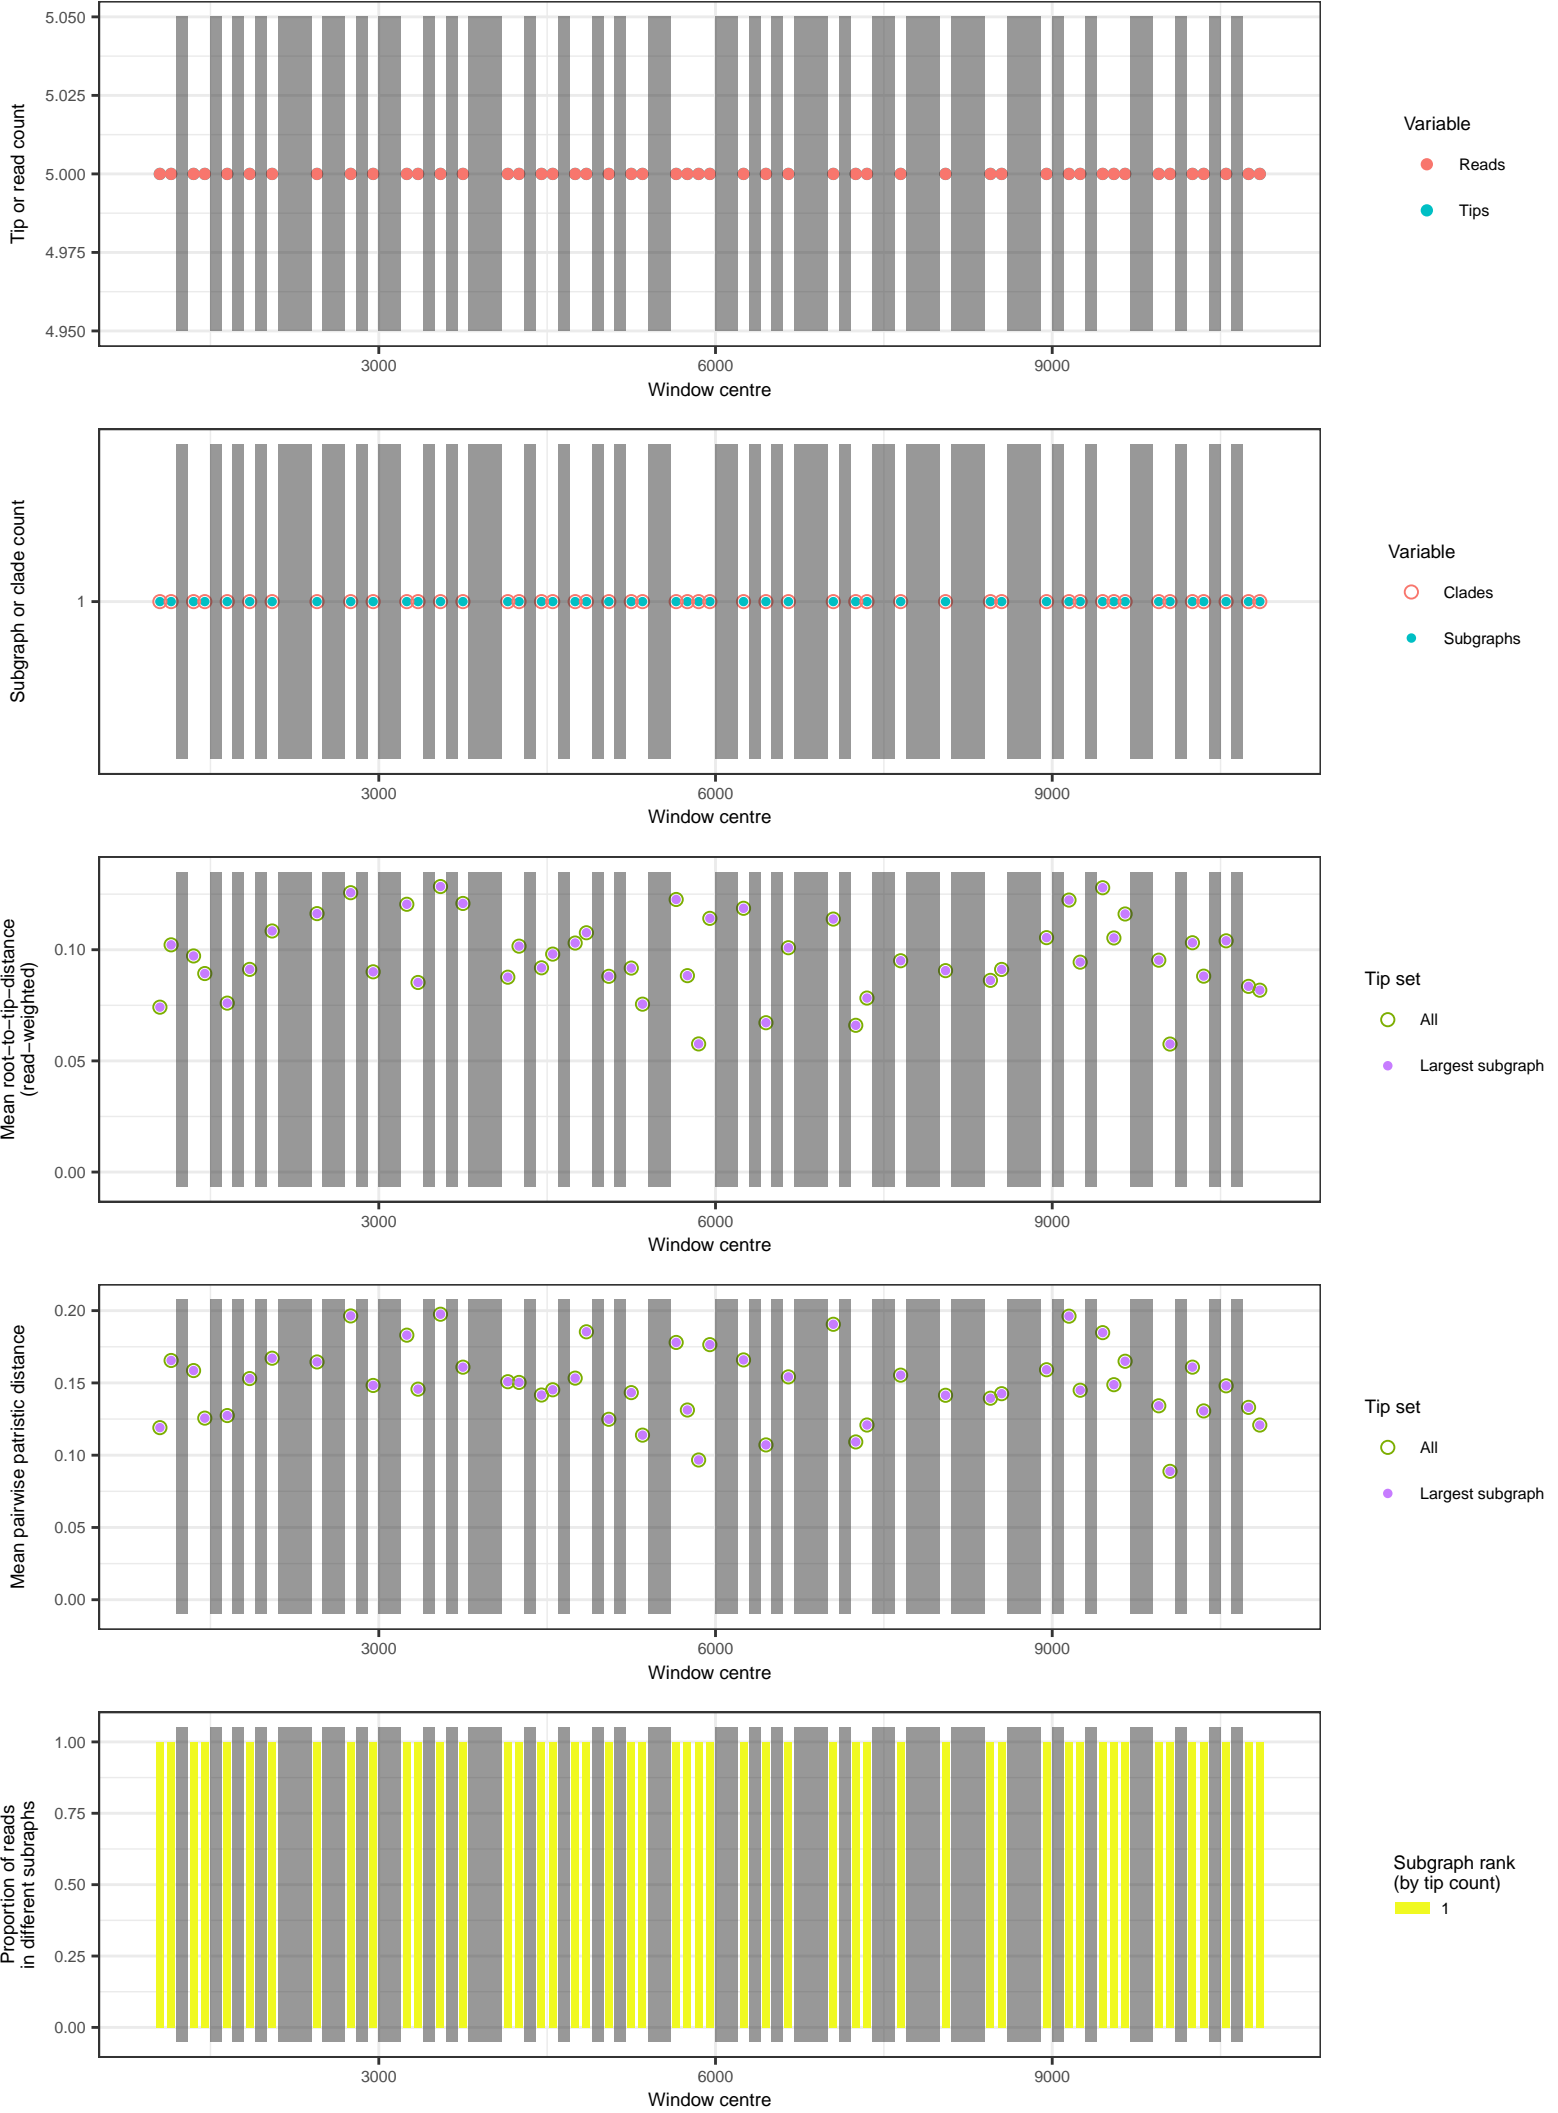 5.050
5.025
5.000
4.975
4.950
Tip or read count
3000 6000 9000
Window centre
Variable
Reads
Tips
1
Subgraph or clade count
3000 6000 9000
Window centre
Variable
Clades
Subgraphs
0.10
0.05
0.00
Mean root−to−tip−distance
(read−weighted)
3000 6000 9000
Window centre
Tip set
All
Largest subgraph
0.20
0.15
0.10
0.05
0.00
Mean pairwise patristic distance
3000 6000 9000
Window centre
Tip set
All
Largest subgraph
1.00
0.75
0.50
0.25
0.00
Proportion of reads
in different subraphs
3000 6000 9000
Window centre
Subgraph rank
(by tip count)
1